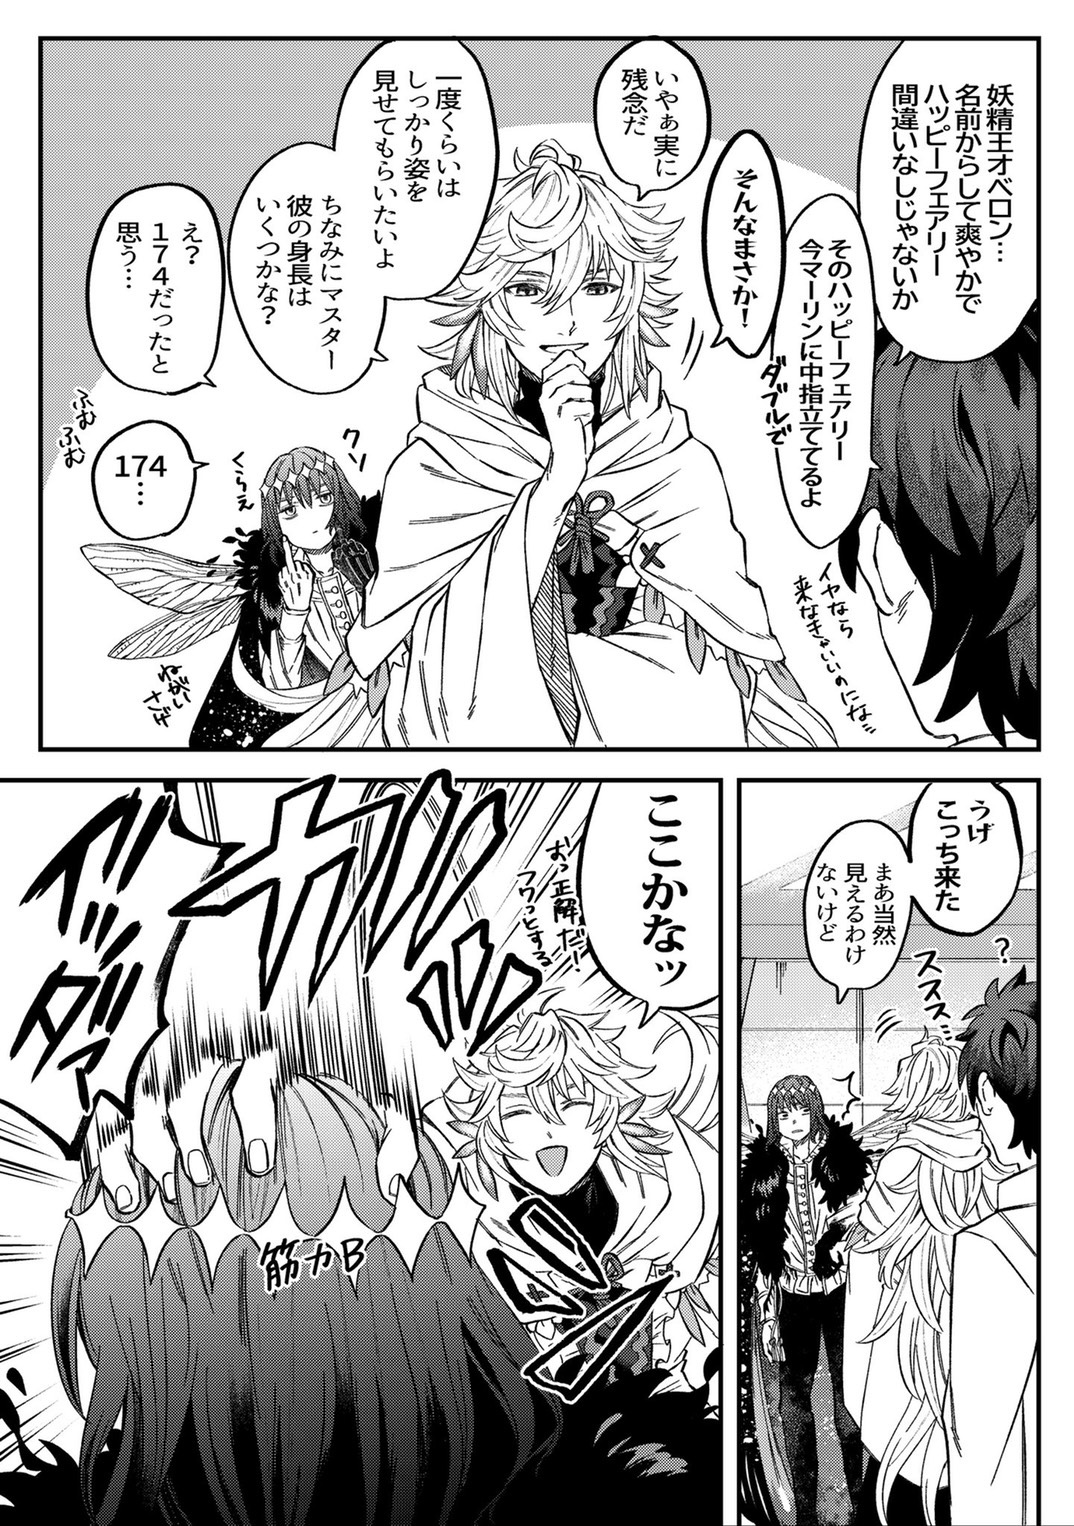 妖精王オベロン…
名前からして爽やかで
ハッピーフェアリー
間違いなしじゃないか
そのハッピーフェアリー
今マーリンに中指立ててるよ
ダブルで
そんなまさか!
いやぁ実に
残念だ
一度くらいは
しっかり姿を
見せてもらいたいよ
ちなみにマスター
彼の身長は
いくつかな?
え?
174だったと
思う…
174
…
ふむ
ふむ
クソ
くらえ
ねがい
さげ
イヤなら
来なきゃいいのにな…
うげ
こっち来た
まあ当然
見えるわけ
ないけど
?
ススス…
ここかなッ
おっ正解だ!
フワっとする
ガッ
イダダダァ
筋力B